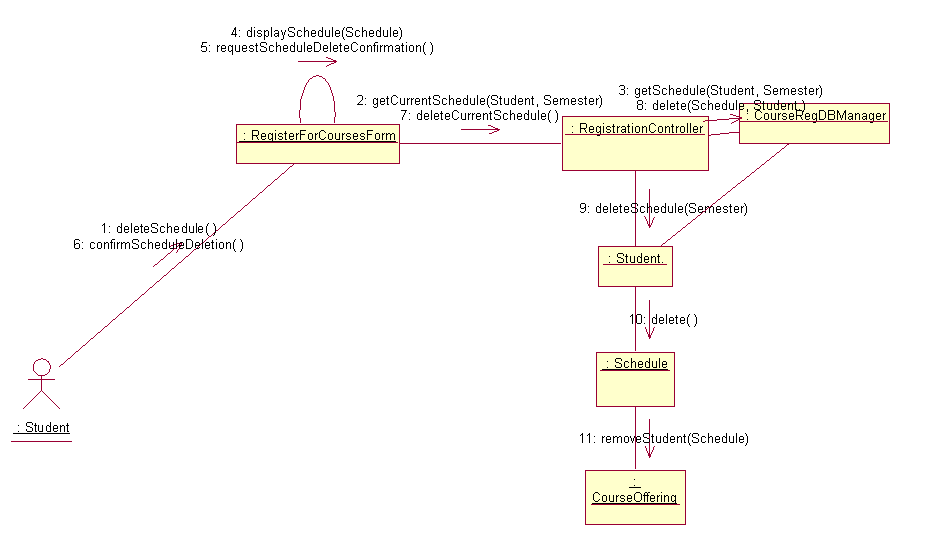 4: displaySchedule(Schedule)
5: requestScheduleDeleteConfirmation( )
2: getCurrentSchedule(Student, Semester)
7: deleteCurrentSchedule( )
3: getSchedule(Student, Semester)
8: delete(Schedule, Student )
: RegisterForCoursesForm
: RegistrationController
: CourseRegDBManager
1: deleteSchedule( )
6: confirmScheduleDeletion( )
9: deleteSchedule(Semester)
: Student.
10: delete( )
: Schedule
: Student
11: removeStudent(Schedule)
:
CourseOffering